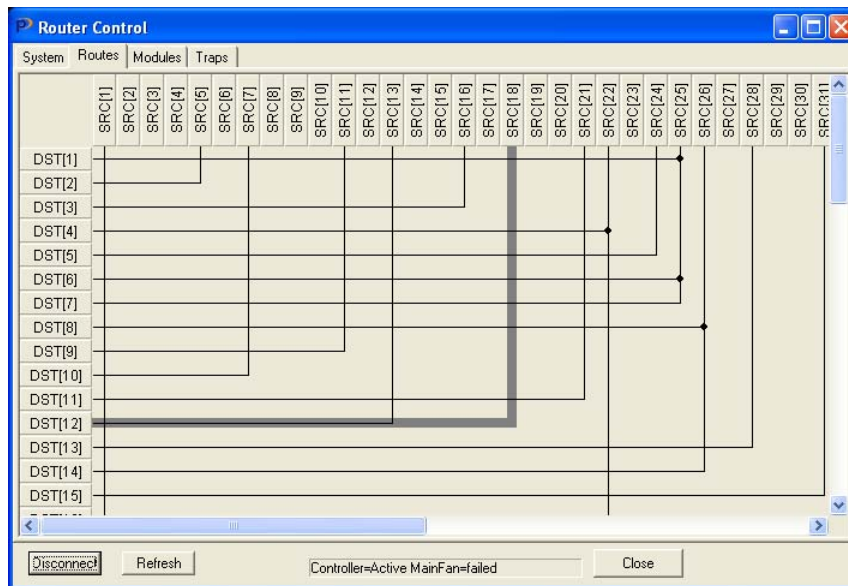 Router Control
System Routes Modules Traps
SRC[1] SRC[2] SRC[3] SRC[4] SRC[5] SRC[6] SRC[7] SRC[8] SRC[9] SRC[10] SRC[11] SRC[12] SRC[13] SRC[14] SRC[15] SRC[16] SRC[17] SRC[18] SRC[19] SRC[20] SRC[21] SRC[22] SRC[23] SRC[24] SRC[25] SRC[26] SRC[27] SRC[28] SRC[29] SRC[30] SRC[31]
DST[1]
DST[2]
DST[3]
DST[4]
DST[5]
DST[6]
DST[7]
DST[8]
DST[9]
DST[10]
DST[11]
DST[12]
DST[13]
DST[14]
DST[15]
Disconnect Refresh Controller=Active MainFan=failed Close